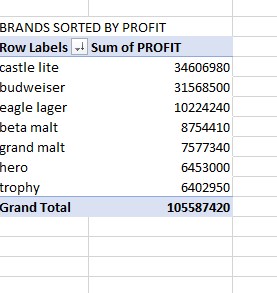 BRANDS SORTED BY PROFIT
Row Labels Sum of PROFIT
castle lite 34606980
budweiser 31568500
eagle lager 10224240
beta malt 8754410
grand malt 7577340
hero 6453000
trophy 6402950
Grand Total 105587420